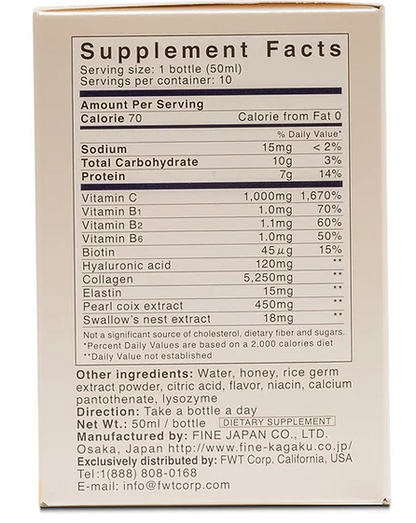 Supplement Facts
Serving size: 1 bottle (50ml)
Servings per container: 10
Amount Per Serving
Calorie 70 Calorie from Fat 0
% Daily Value*
Sodium 15mg < 2%
Total Carbohydrate 10g 3%
Protein 7g 14%
Vitamin C 1,000mg 1,670%
Vitamin B1 1.0mg 70%
Vitamin B2 1.1mg 60%
Vitamin B6 1.0mg 50%
Biotin 45μg 15%
Hyaluronic acid 120mg **
Collagen 5,250mg **
Elastin 15mg **
Pearl coix extract 450mg **
Swallow's nest extract 18mg **
Not a significant source of cholesterol, dietary fiber and sugars.
*Percent Daily Values are based on a 2,000 calories diet
**Daily Value not established
Other ingredients: Water, honey, rice germ
extract powder, citric acid, flavor, niacin, calcium
pantothenate, lysozyme
Direction: Take a bottle a day
Net Wt.: 50ml / bottle DIETARY SUPPLEMENT
Manufactured by: FINE JAPAN CO., LTD.
Osaka, Japan http://www.fine-kagaku.co.jp/
Exclusively distributed by: FWT Corp. California, USA
Tel :1(888) 808-0168
E-mail: info@fwtcorp.com